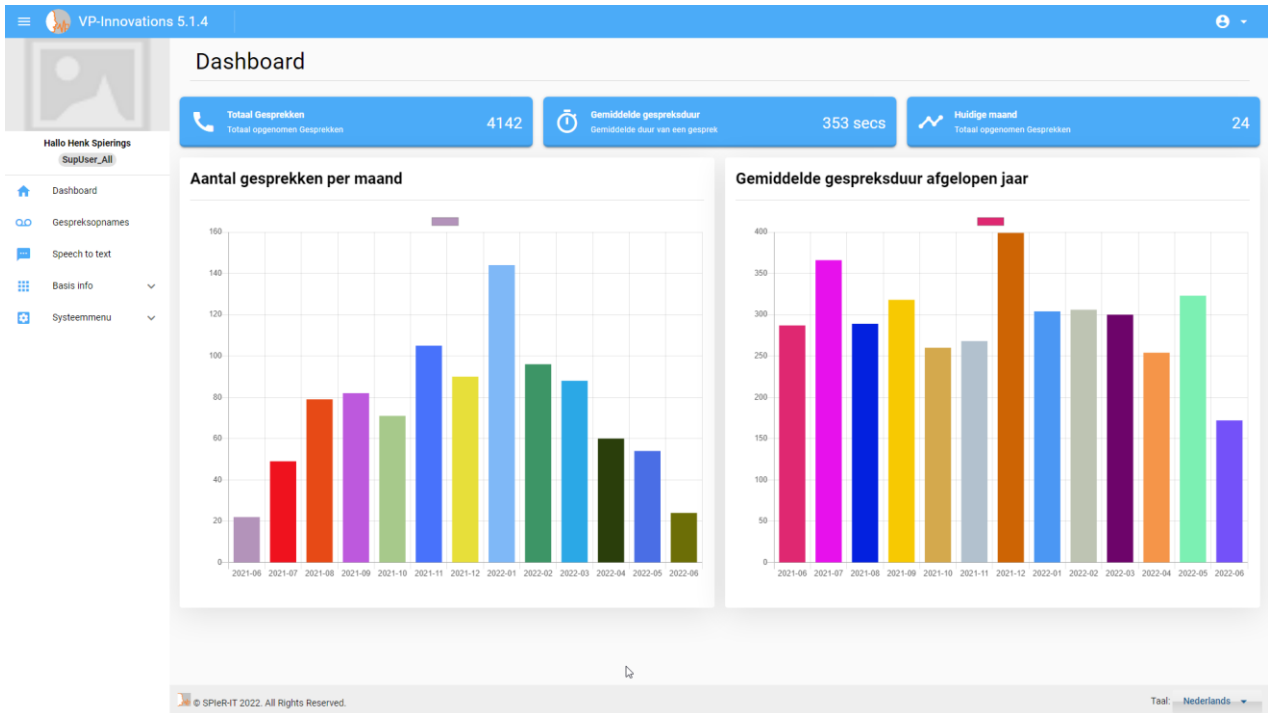 VP-Innovations 5.1.4
Hallo Henk Spierings
SupUser_All
Dashboard
Gespreksopnames
Speech to text
Basis info
Systeemmenu
Dashboard
Totaal Gesprekken
Totaal opgenomen Gesprekken
4142
Gemiddelde gespreksduur
Gemiddelde duur van een gesprek
353 secs
Huidige maand
Totaal opgenomen Gesprekken
24
Aantal gesprekken per maand
160
140
120
100
80
60
40
20
0
2021-06 2021-07 2021-08 2021-09 2021-10 2021-11 2021-12 2022-01 2022-02 2022-03 2022-04 2022-05 2022-06
Gemiddelde gespreksduur afgelopen jaar
400
350
300
250
200
150
100
50
0
2021-06 2021-07 2021-08 2021-09 2021-10 2021-11 2021-12 2022-01 2022-02 2022-03 2022-04 2022-05 2022-06
© SPIeR-IT 2022. All Rights Reserved.
Taal: Nederlands